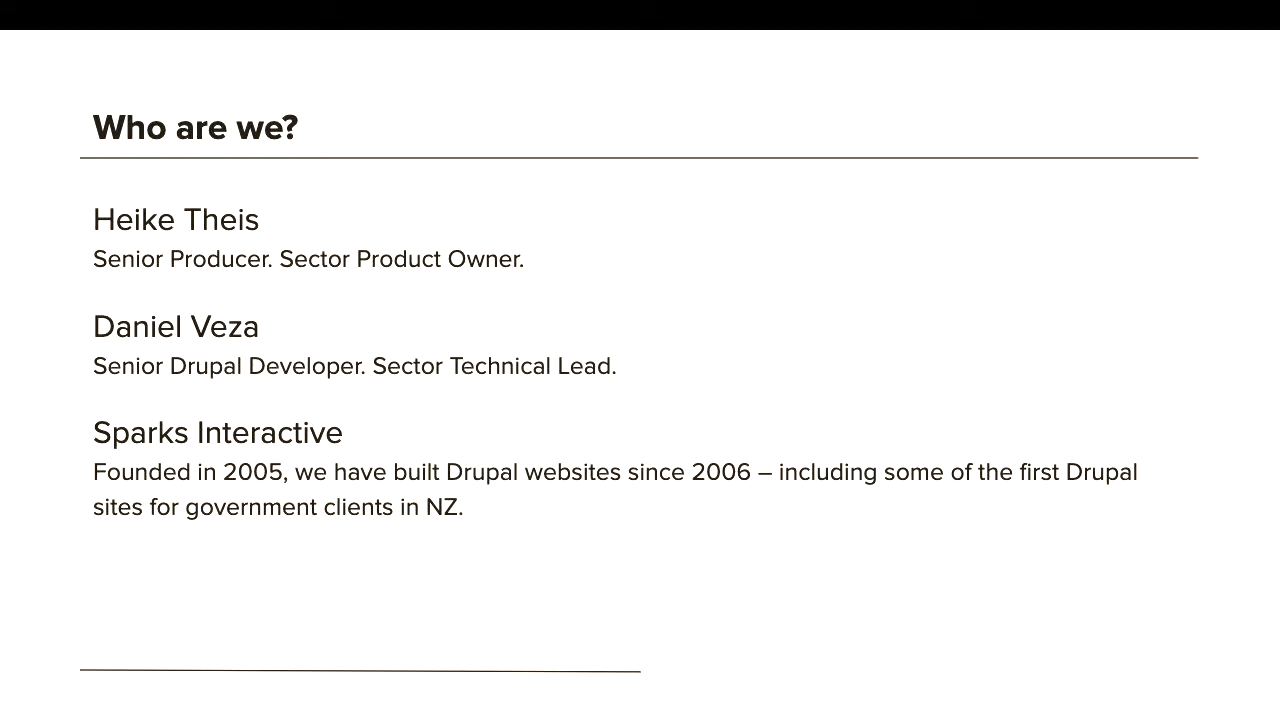 Who are we?
Heike Theis
Senior Producer. Sector Product Owner.
Daniel Veza
Senior Drupal Developer. Sector Technical Lead.
Sparks Interactive
Founded in 2005, we have built Drupal websites since 2006 – including some of the first Drupal
sites for government clients in NZ.